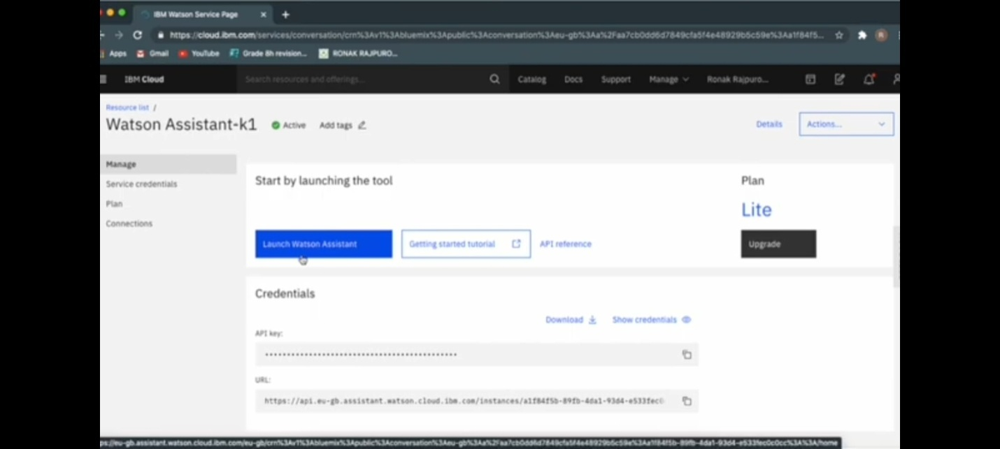 IBM Watson Service Page
https://cloud.ibm.com/services/conversation/crn%3Av1%3Abluemix%3Apublic%3Aconversation%3Aeu-gb%3Aa%2Faa7cb0dd6d7849cfa5f4e48929b5c59e%3Aa1f84f5...
Apps Gmail YouTube Grade 8h revision... RONAK RAJPURO...
IBM Cloud Search resources and offerings... Catalog Docs Support Manage Ronak Rajpuro...
Resource list /
Watson Assistant-k1 Active Add tags Details Actions...
Manage
Service credentials
Plan
Connections
Start by launching the tool
Launch Watson Assistant Getting started tutorial API reference
Plan
Lite
Upgrade
Credentials
Download Show credentials
API key:
URL:
https://api.eu-gb.assistant.watson.cloud.ibm.com/instances/a1f84f5b-89fb-4da1-93d4-e533fec0
ps://eu-gb.assistant.watson.cloud.ibm.com/eu-gb/crn%3Av1%3Abluemix%3Apublic%3Aconversation%3Aeu-gb%3Aa%2Faa7cb0dd6d7849cfa5f4e48929b5c59e%3Aa1f84f5b-89fb-4da1-93d4-e533fec0c0cc%3A%3A/home